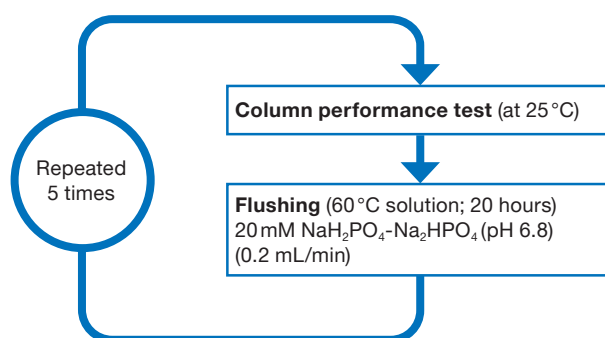 Column performance test (at 25 °C)
Repeated
5 times
Flushing (60 °C solution; 20 hours)
20 mM NaH₂PO₄-Na₂HPO₄ (pH 6.8)
(0.2 mL/min)